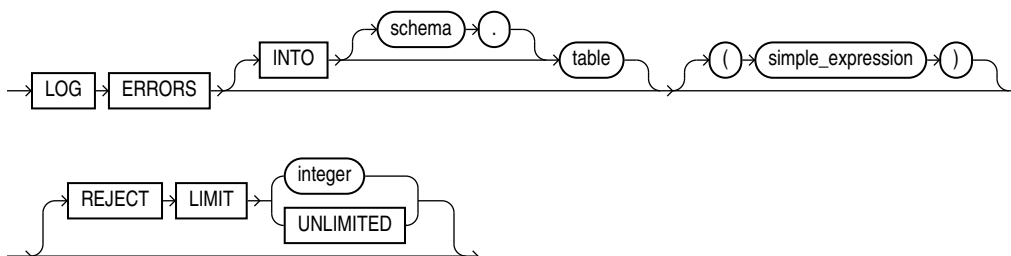 schema .
INTO table ( simple_expression )
LOG ERRORS
integer
REJECT LIMIT
UNLIMITED